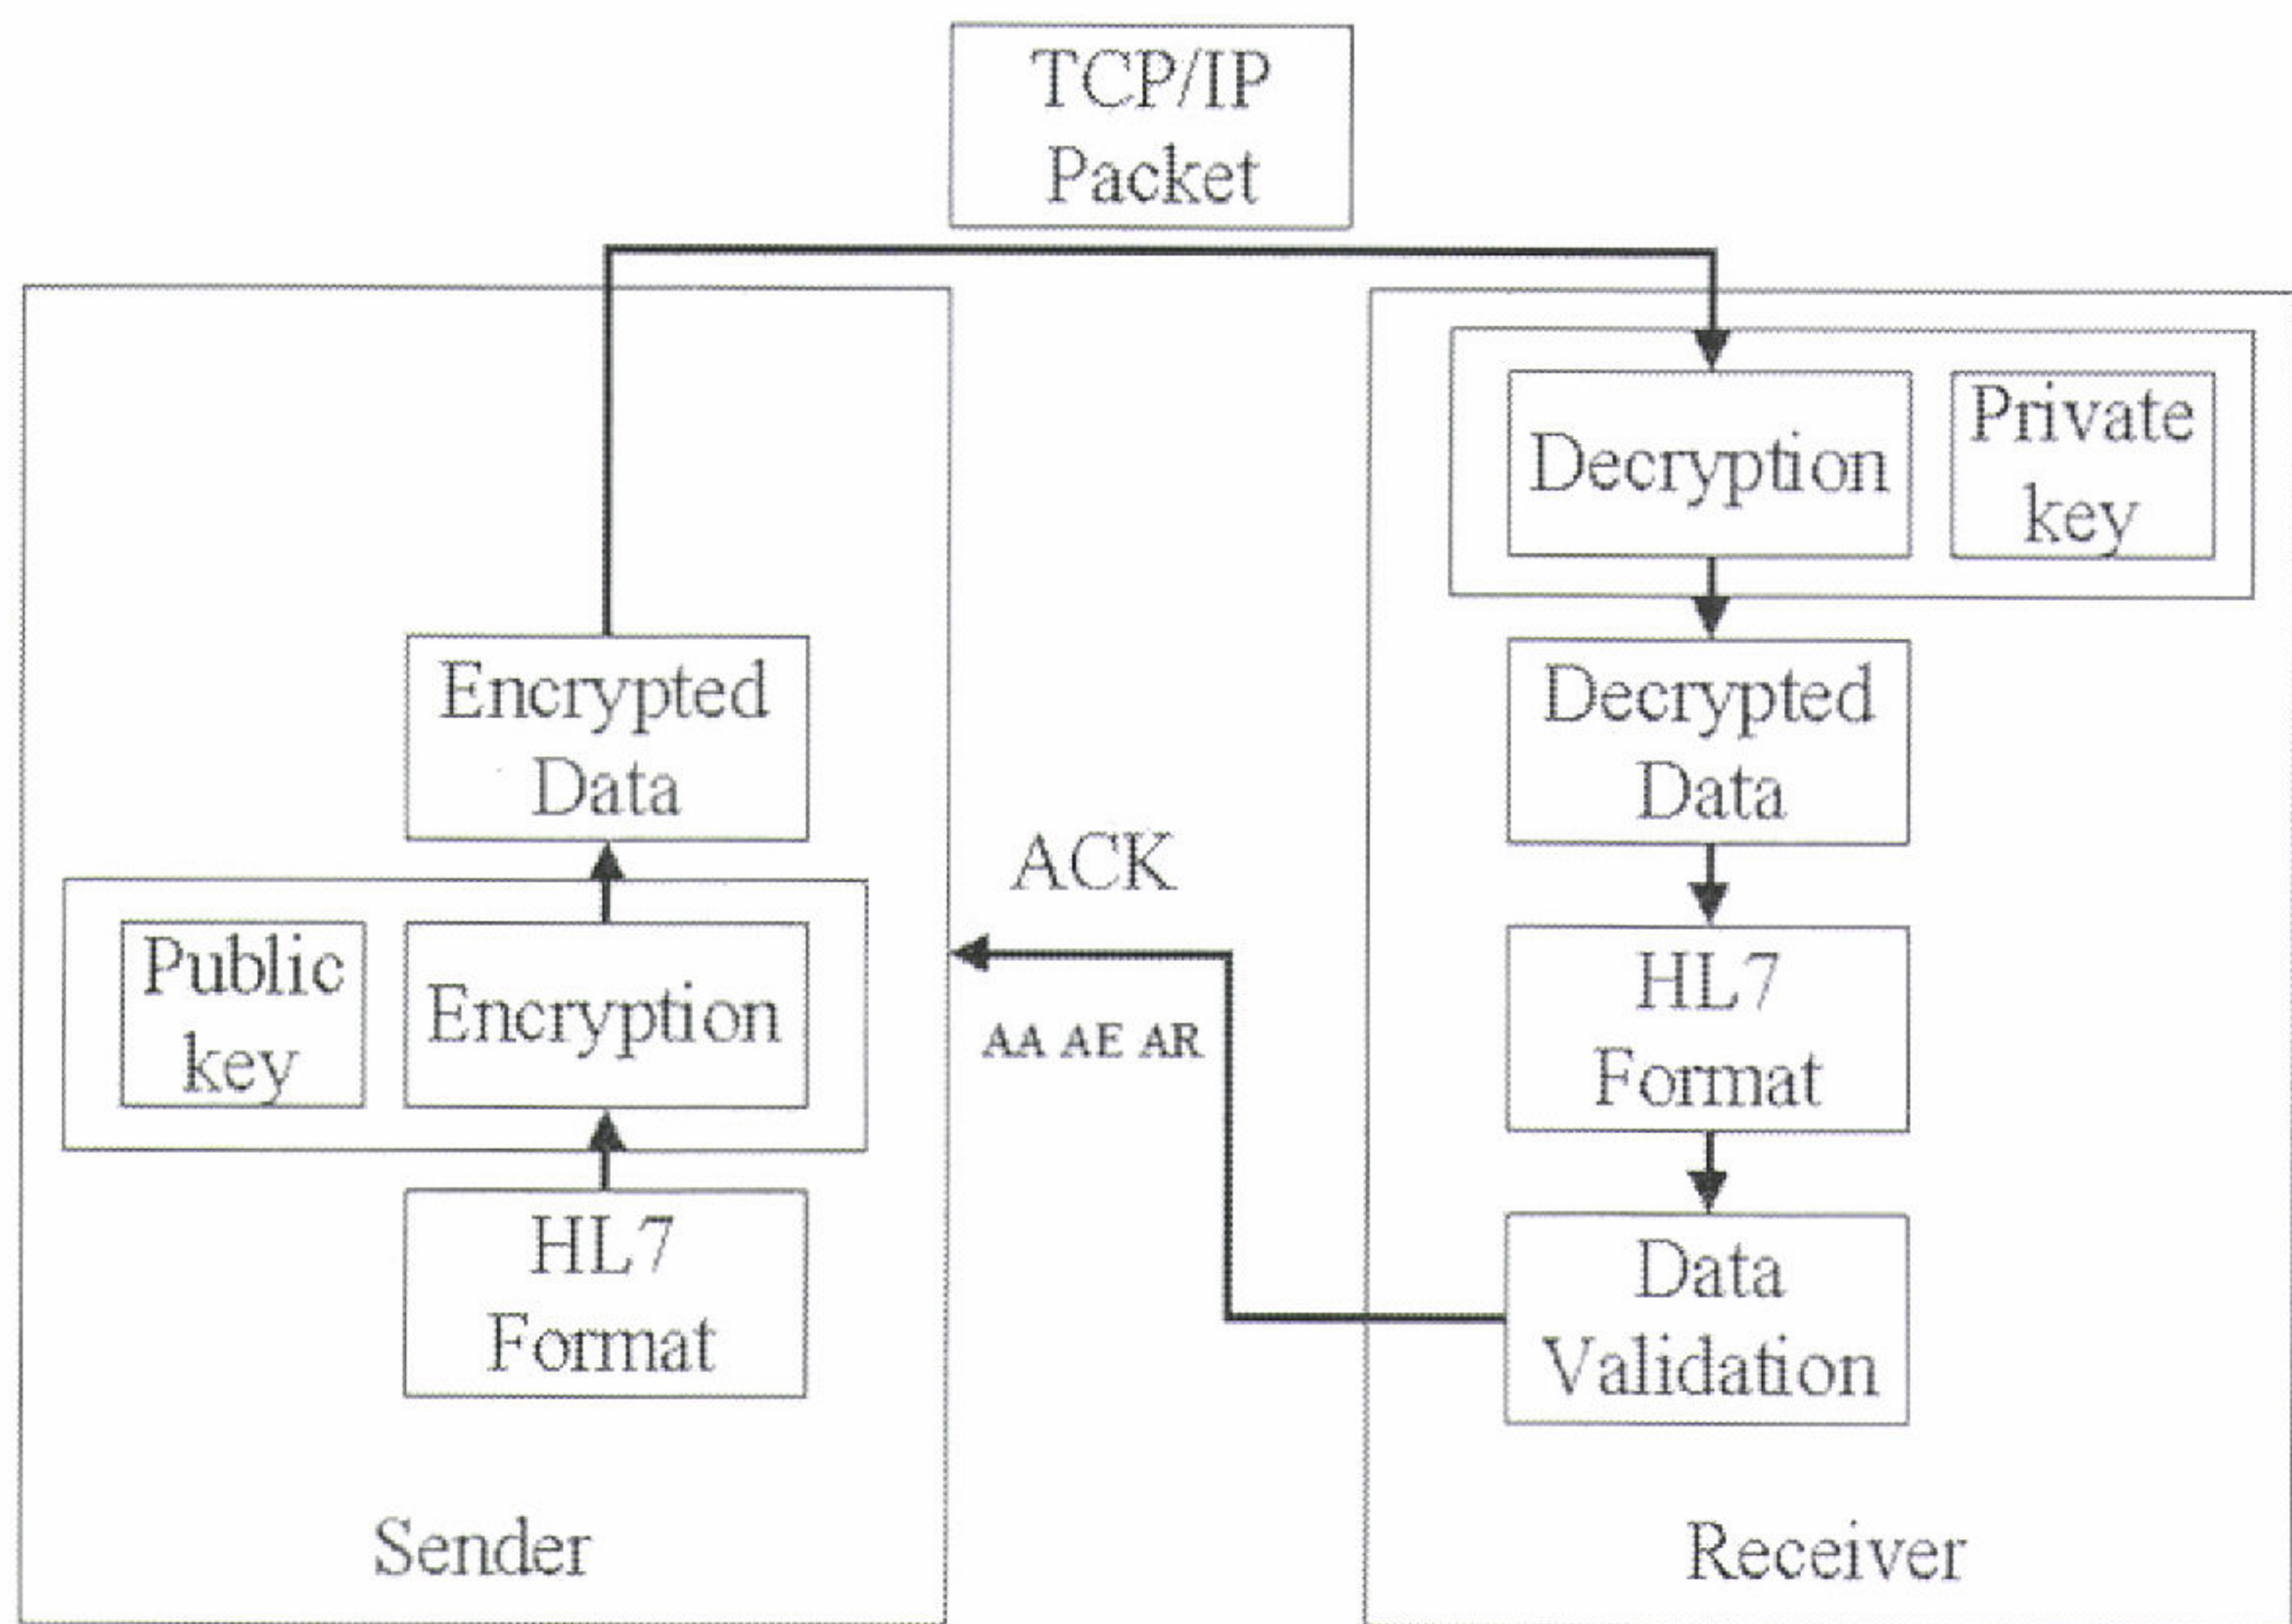 TCP/IP
Packet
Encrypted
Data
Public
key
Encryption
HL7
Format
Sender
ACK
AA AE AR
Decryption
Private
key
Decrypted
Data
HL7
Format
Data
Validation
Receiver